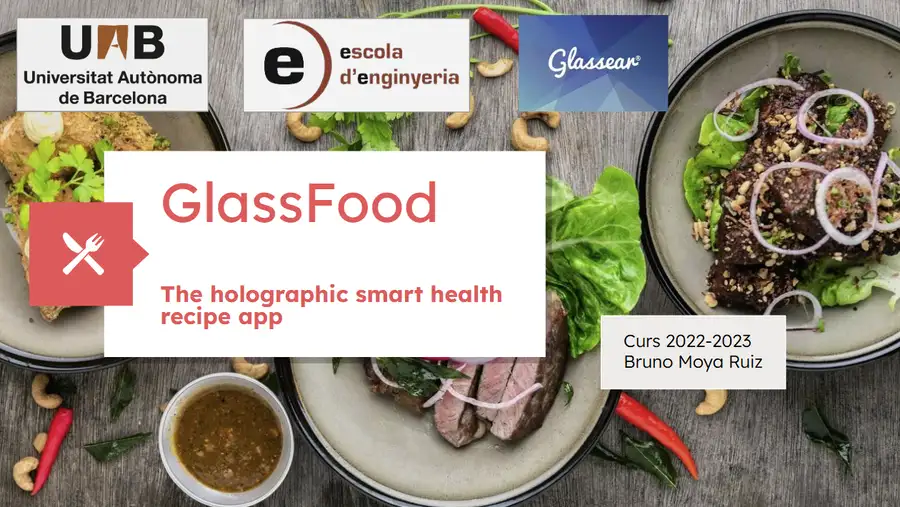 UAB
Universitat Autònoma
de Barcelona
e
escola
d'enginyeria
Glassear®
GlassFood
The holographic smart health
recipe app
Curs 2022-2023
Bruno Moya Ruiz